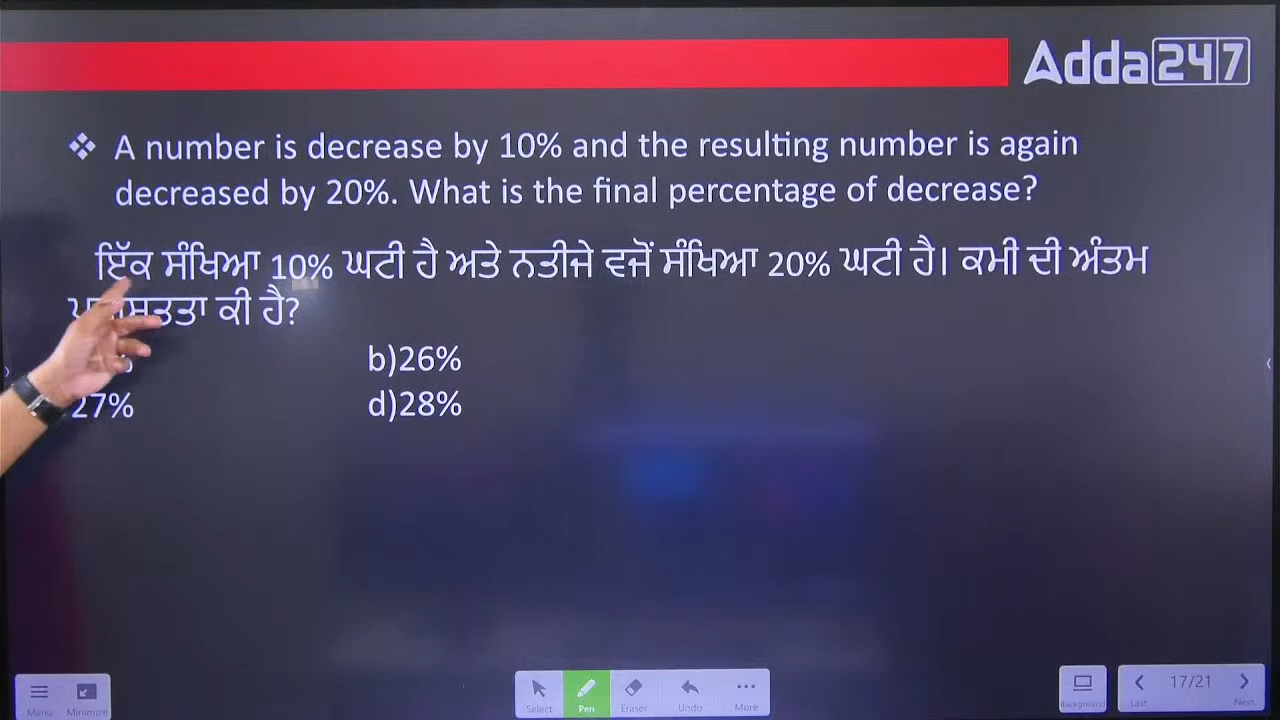 Adda247
❖ A number is decrease by 10% and the resulting number is again
decreased by 20%. What is the final percentage of decrease?
ਇੱਕ ਸੰਖਿਆ 10% ਘਟੀ ਹੈ ਅਤੇ ਨਤੀਜੇ ਵਜੋਂ ਸੰਖਿਆ 20% ਘਟੀ ਹੈ। ਕਮੀ ਦੀ ਅੰਤਮ
ਕੀ ਹੈ?
b)26%
27% d)28%
Menu Minimize Select Pen Eraser Undo More Background Last 17/21 Next